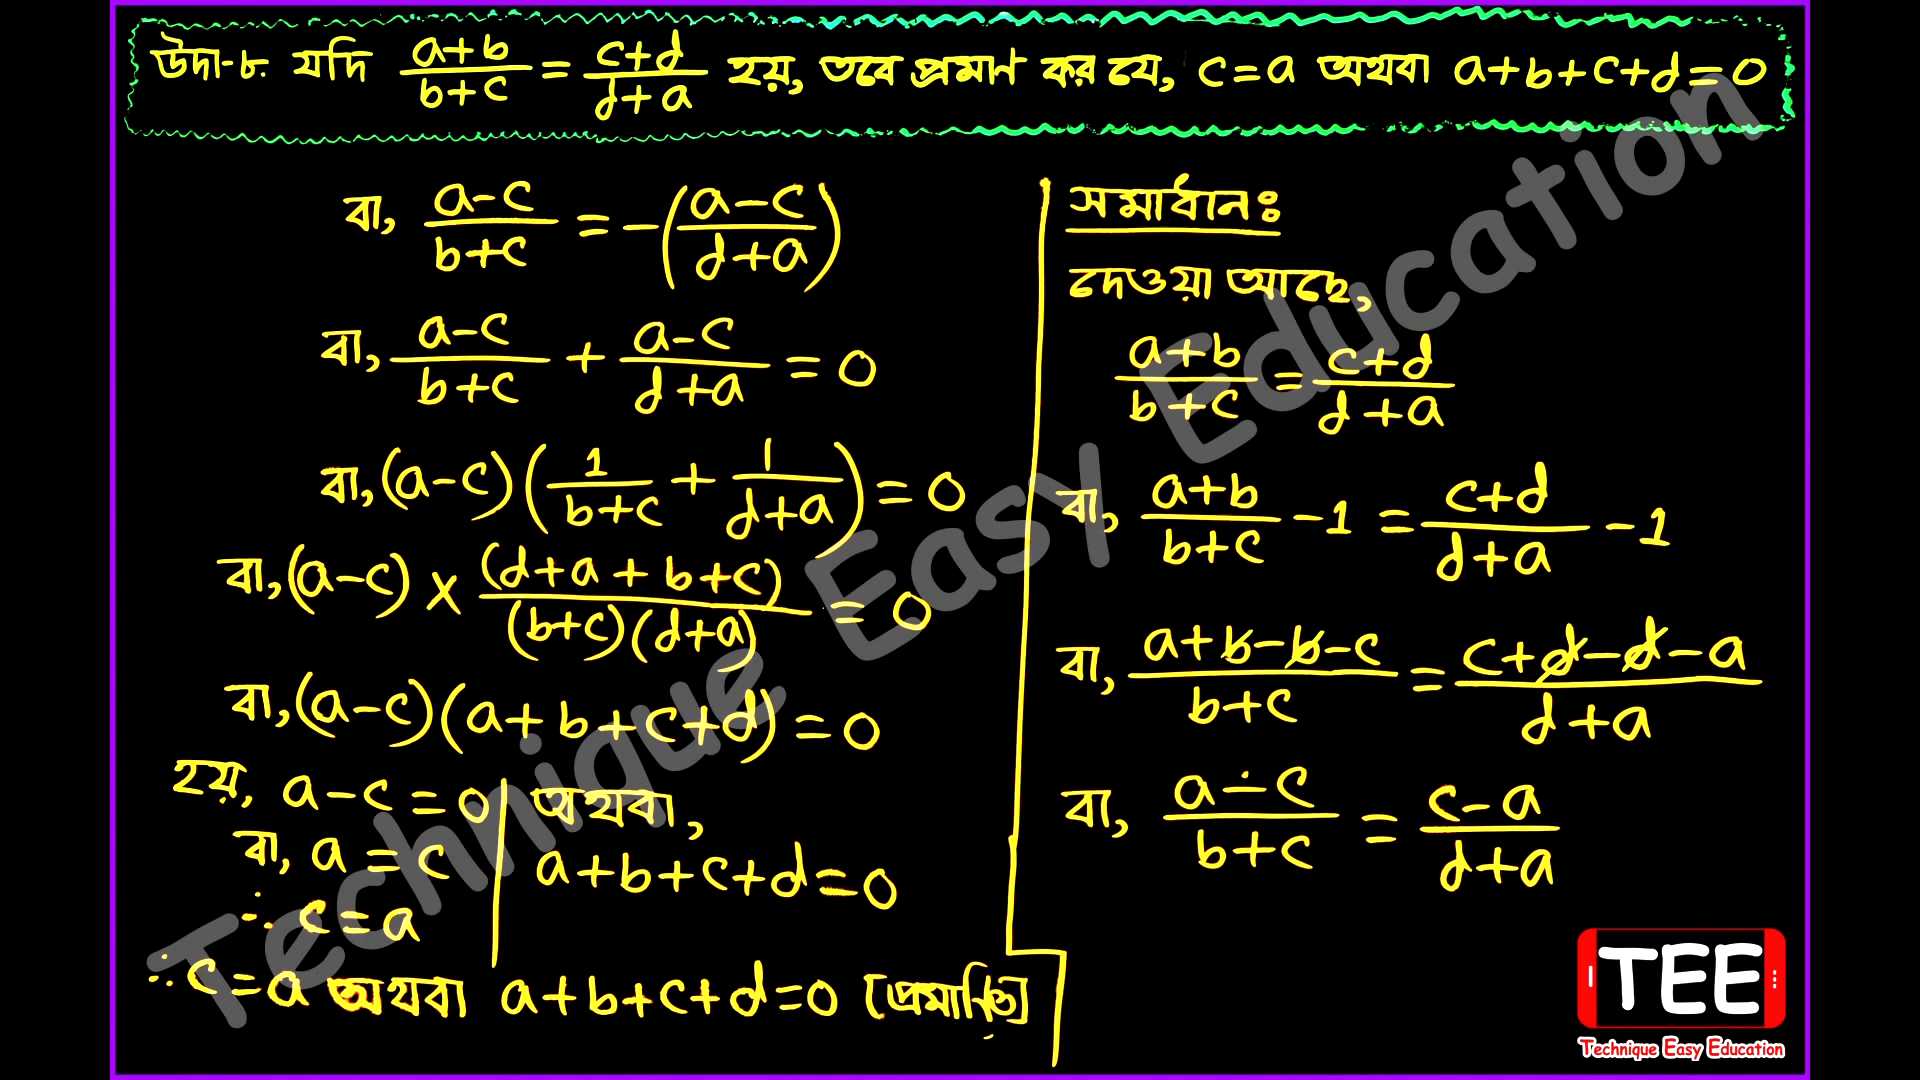 উদা-৮. যদি (a+b)/(b+c) = (c+d)/(d+a) হয়, তবে প্রমাণ কর যে, c=a অথবা a+b+c+d=0
সমাধানঃ
দেওয়া আছে,
(a+b)/(b+c) = (c+d)/(d+a)
বা, (a+b)/(b+c) -1 = (c+d)/(d+a) -1
বা, (a+b-b-c)/(b+c) = (c+d-d-a)/(d+a)
বা, (a-c)/(b+c) = (c-a)/(d+a)
বা, (a-c)/(b+c) = -((a-c)/(d+a))
বা, (a-c)/(b+c) + (a-c)/(d+a) = 0
বা, (a-c) (1/(b+c) + 1/(d+a)) = 0
বা, (a-c) × (d+a+b+c)/((b+c)(d+a)) = 0
বা, (a-c)(a+b+c+d) = 0
হয়, a-c=0
বা, a=c
∴ c=a
অথবা,
a+b+c+d=0
∴ c=a অথবা a+b+c+d=0 [প্রমানিত]
Technique Easy Education
TEE
Technique Easy Education